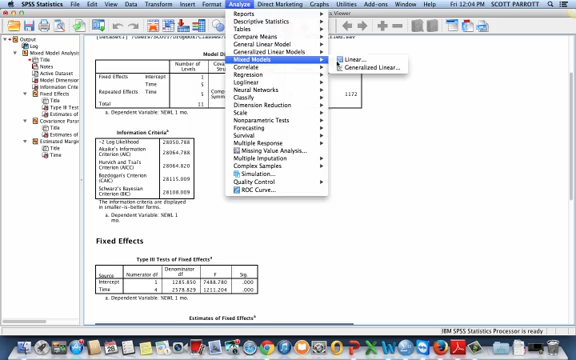 SPSS Statistics File Edit View Data Transform Insert Format Analyze Direct Marketing Graphs Utilities Add-ons Window Help Fri 12:04 PM SCOTT PARROTT
Viewer
Output
Log
Mixed Model Analysis
Title
Notes
Active Dataset
Model Dimension
Information Criteria
Fixed Effects
Title
Type III Tes
Estimates of
Covariance Param
Title
Estimates of
Estimated Margin
Title
Time
Reports
Descriptive Statistics
Tables
Compare Means
General Linear Model
Generalized Linear Models
Mixed Models
Correlate
Regression
Loglinear
Neural Networks
Classify
Dimension Reduction
Scale
Nonparametric Tests
Forecasting
Survival
Multiple Response
Missing Value Analysis...
Multiple Imputation
Complex Samples
Simulation...
Quality Control
ROC Curve...
Linear...
Generalized Linear...
Number of Levels
Fixed Effects Intercept 1
Time 5
Repeated Effects Time 5
1172
Total 11
a. Dependent Variable: NEWL 1 mo.
Information Criteriaᵃ
-2 Log Likelihood 28050.788
Akaike's Information Criterion (AIC) 28064.788
Hurvich and Tsai's Criterion (AICC) 28064.820
Bozdogan's Criterion (CAIC) 28115.009
Schwarz's Bayesian Criterion (BIC) 28108.009
The information criteria are displayed in smaller-is-better forms.
a. Dependent Variable: NEWL 1 mo.
Fixed Effects
Type III Tests of Fixed Effectsᵃ
Source Numerator df Denominator df F Sig.
Intercept 1 1285.850 7488.780 .000
Time 4 2578.829 1211.204 .000
a. Dependent Variable: NEWL 1 mo.
Estimates of Fixed Effectsᵃ
IBM SPSS Statistics Processor is ready